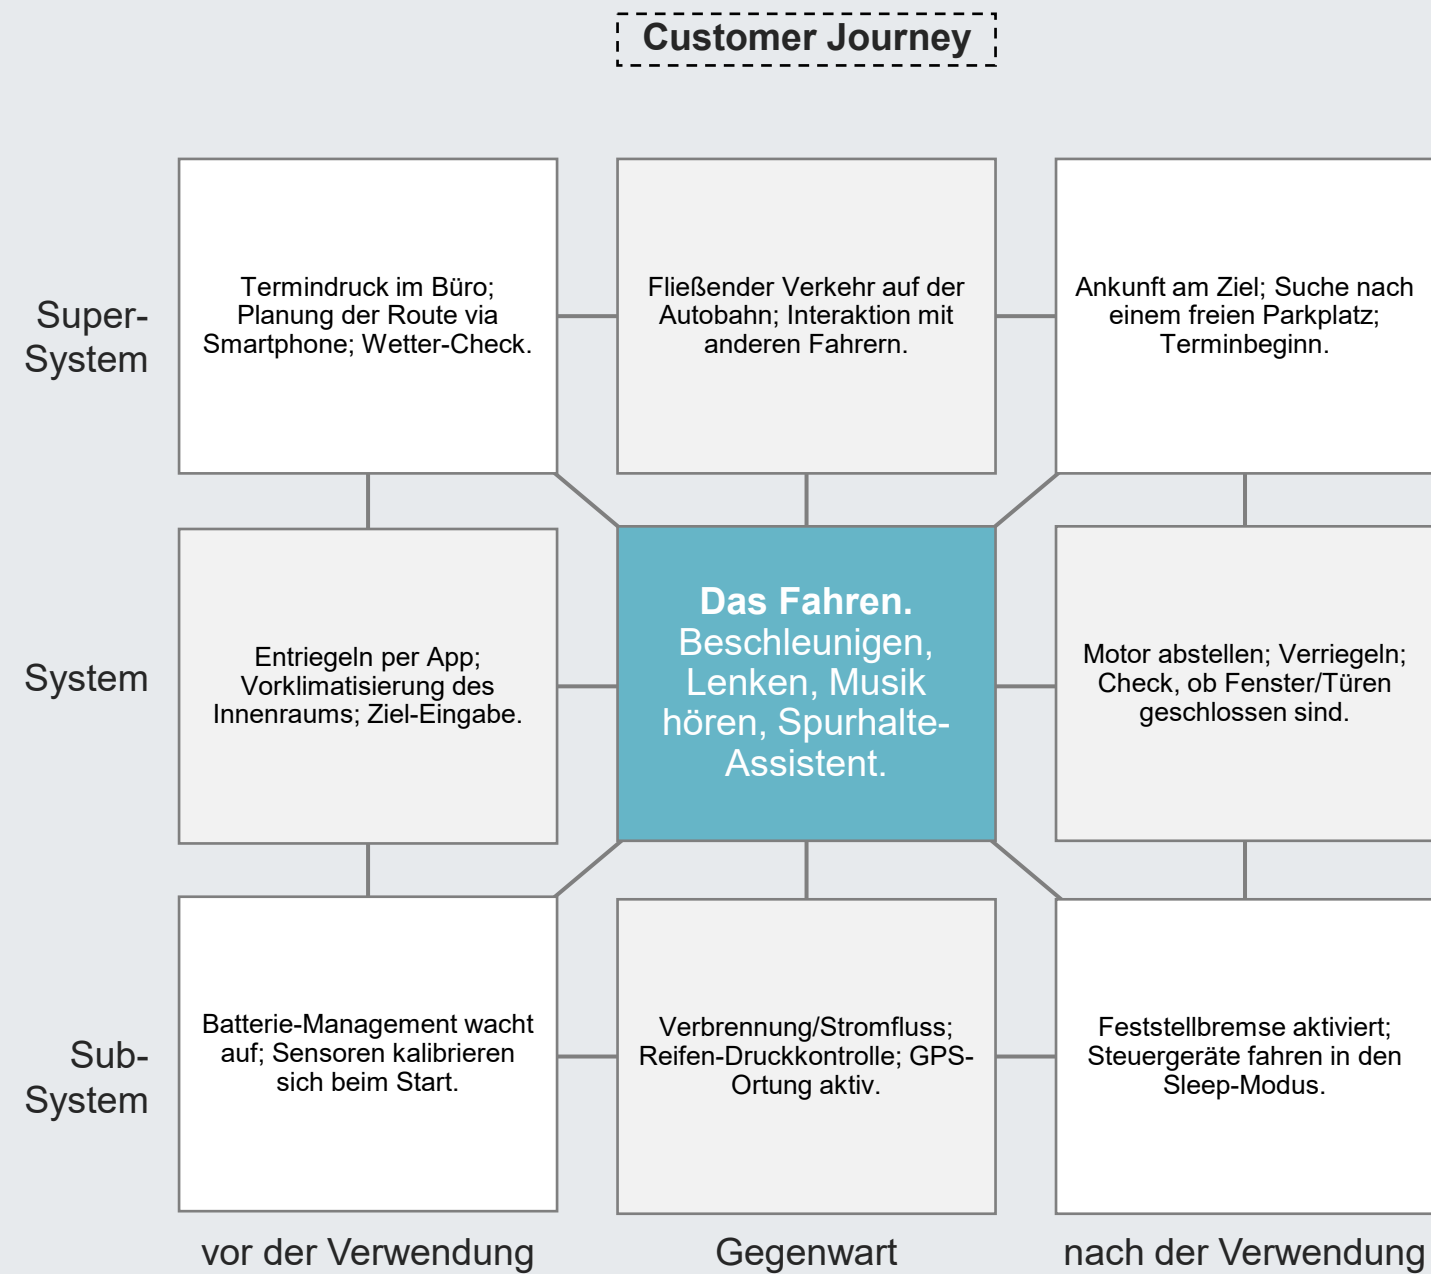 Customer Journey
Super-
System
Termindruck im Büro;
Planung der Route via
Smartphone; Wetter-Check.
Fließender Verkehr auf der
Autobahn; Interaktion mit
anderen Fahrern.
Ankunft am Ziel; Suche nach
einem freien Parkplatz;
Terminbeginn.
System
Entriegeln per App;
Vorklimatisierung des
Innenraums; Ziel-Eingabe.
Das Fahren.
Beschleunigen,
Lenken, Musik
hören, Spurhalte-
Assistent.
Motor abstellen; Verriegeln;
Check, ob Fenster/Türen
geschlossen sind.
Sub-
System
Batterie-Management wacht
auf; Sensoren kalibrieren
sich beim Start.
Verbrennung/Stromfluss;
Reifen-Druckkontrolle; GPS-
Ortung aktiv.
Feststellbremse aktiviert;
Steuergeräte fahren in den
Sleep-Modus.
vor der Verwendung
Gegenwart
nach der Verwendung